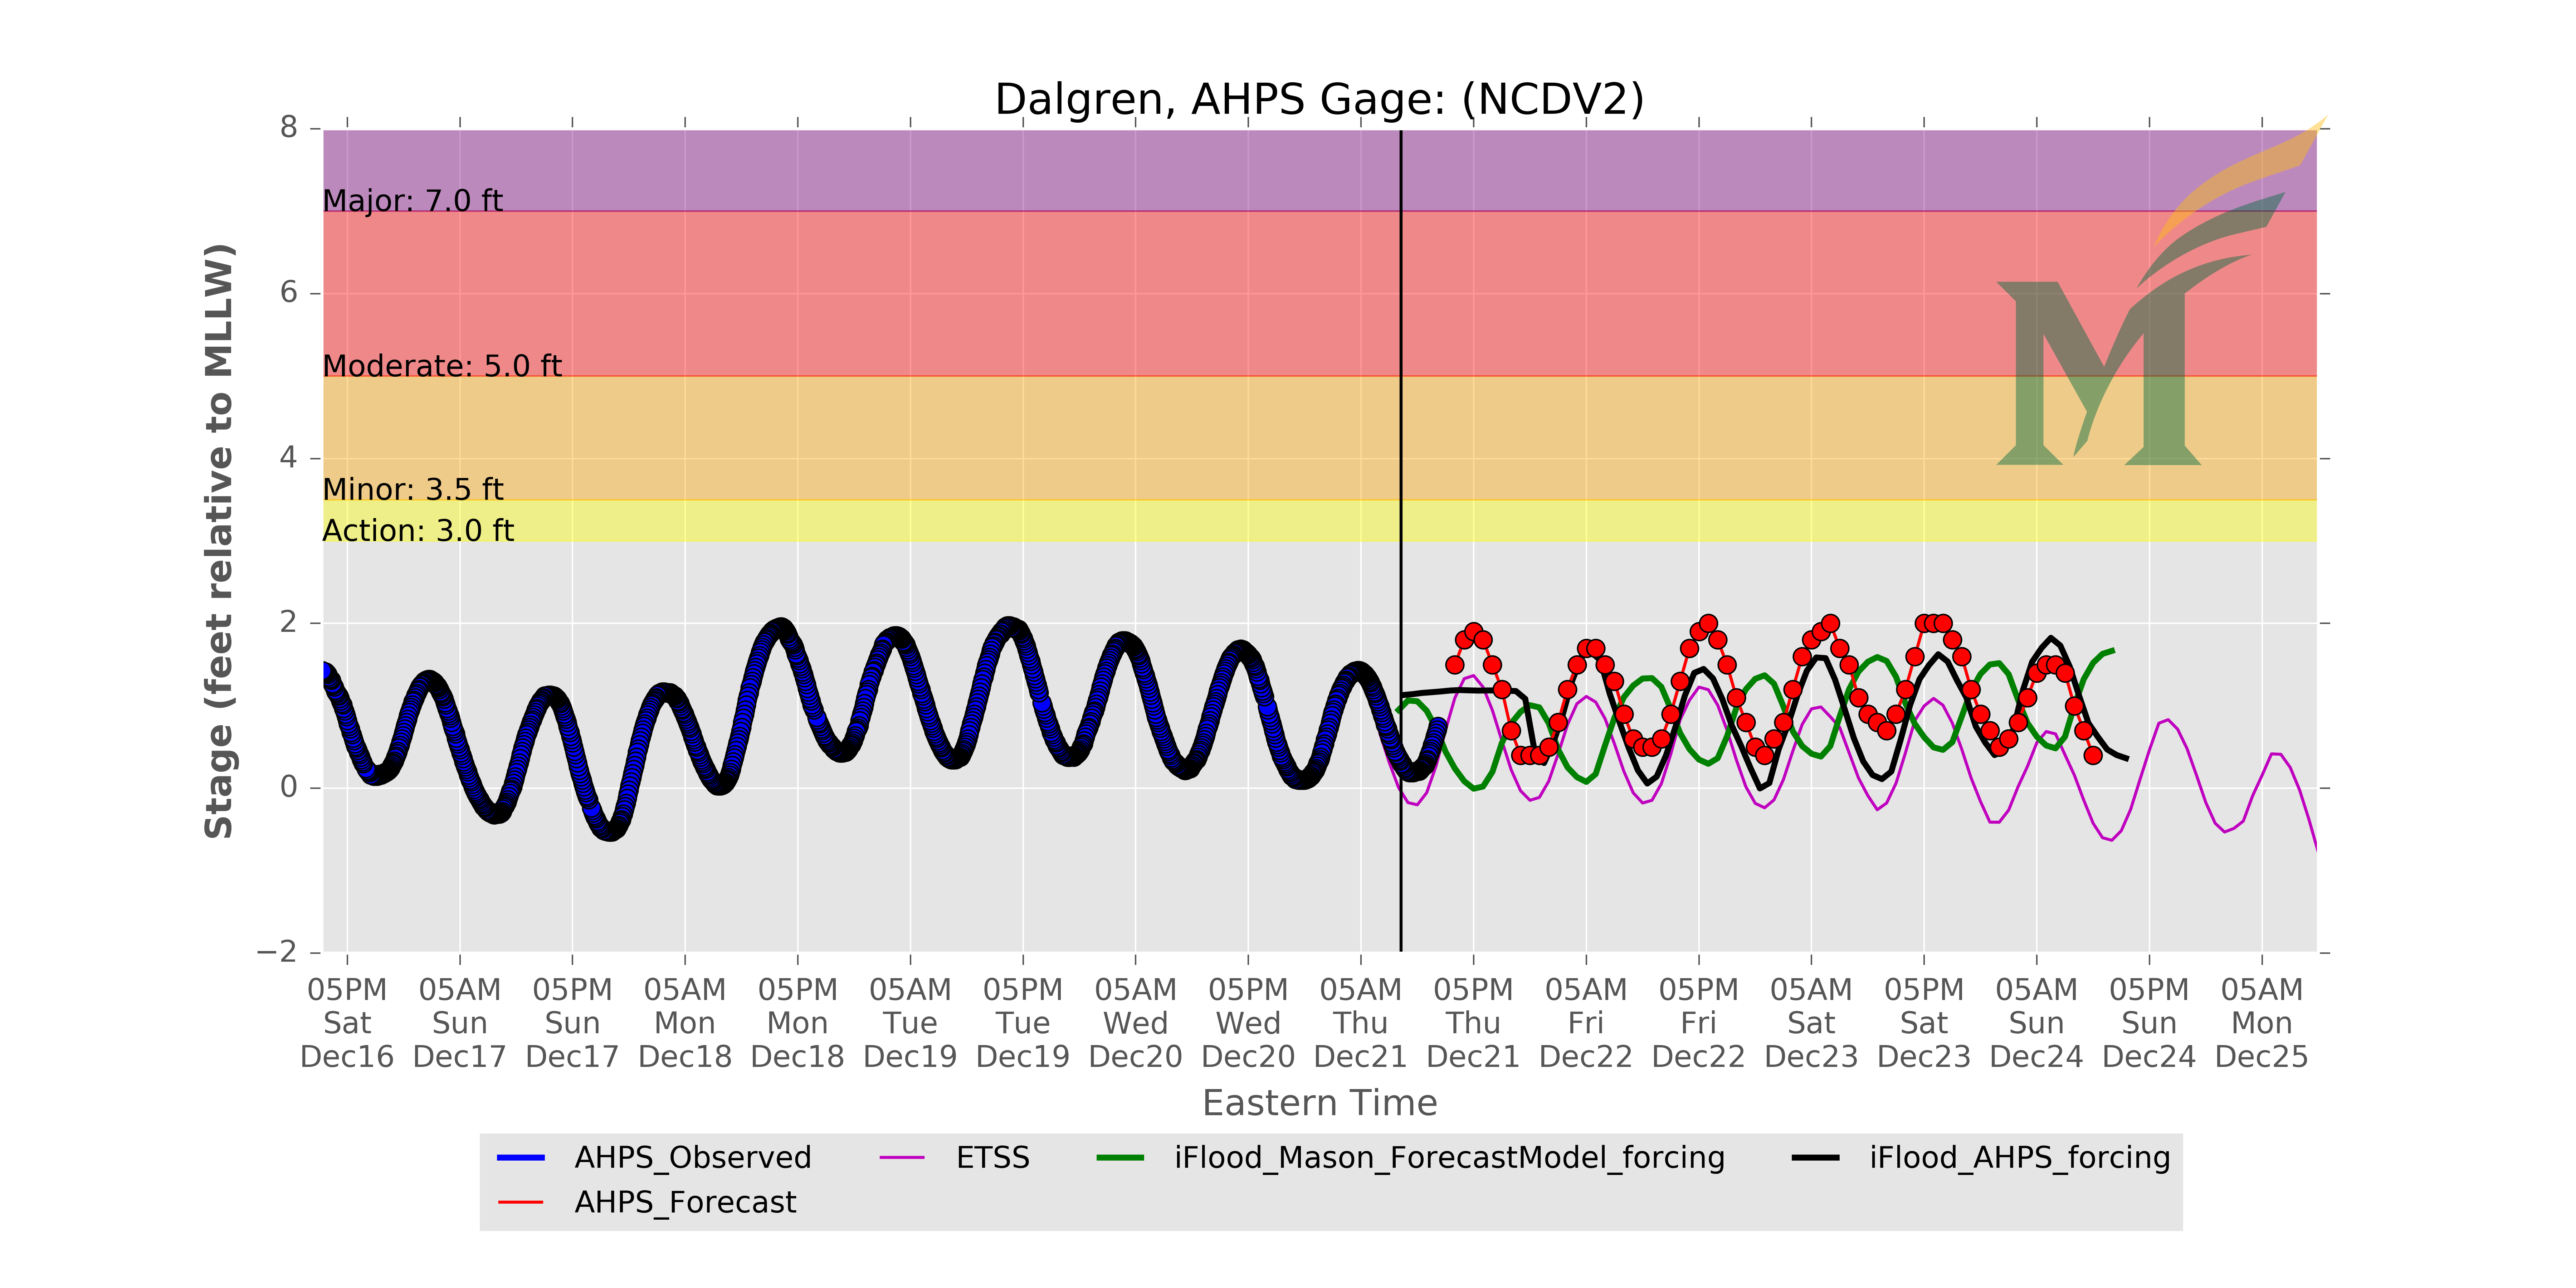 Dalgren, AHPS Gage: (NCDV2)
8
6
4
2
0
−2
Stage (feet relative to MLLW)
Major: 7.0 ft
Moderate: 5.0 ft
Minor: 3.5 ft
Action: 3.0 ft
M
05PM 05AM 05PM 05AM 05PM 05AM 05PM 05AM 05PM 05AM 05PM 05AM 05PM 05AM 05PM 05AM 05PM 05AM
Sat Sun Sun Mon Mon Tue Tue Wed Wed Thu Thu Fri Fri Sat Sat Sun Sun Mon
Dec16 Dec17 Dec17 Dec18 Dec18 Dec19 Dec19 Dec20 Dec20 Dec21 Dec21 Dec22 Dec22 Dec23 Dec23 Dec24 Dec24 Dec25
Eastern Time
AHPS_Observed ETSS iFlood_Mason_ForecastModel_forcing iFlood_AHPS_forcing
AHPS_Forecast